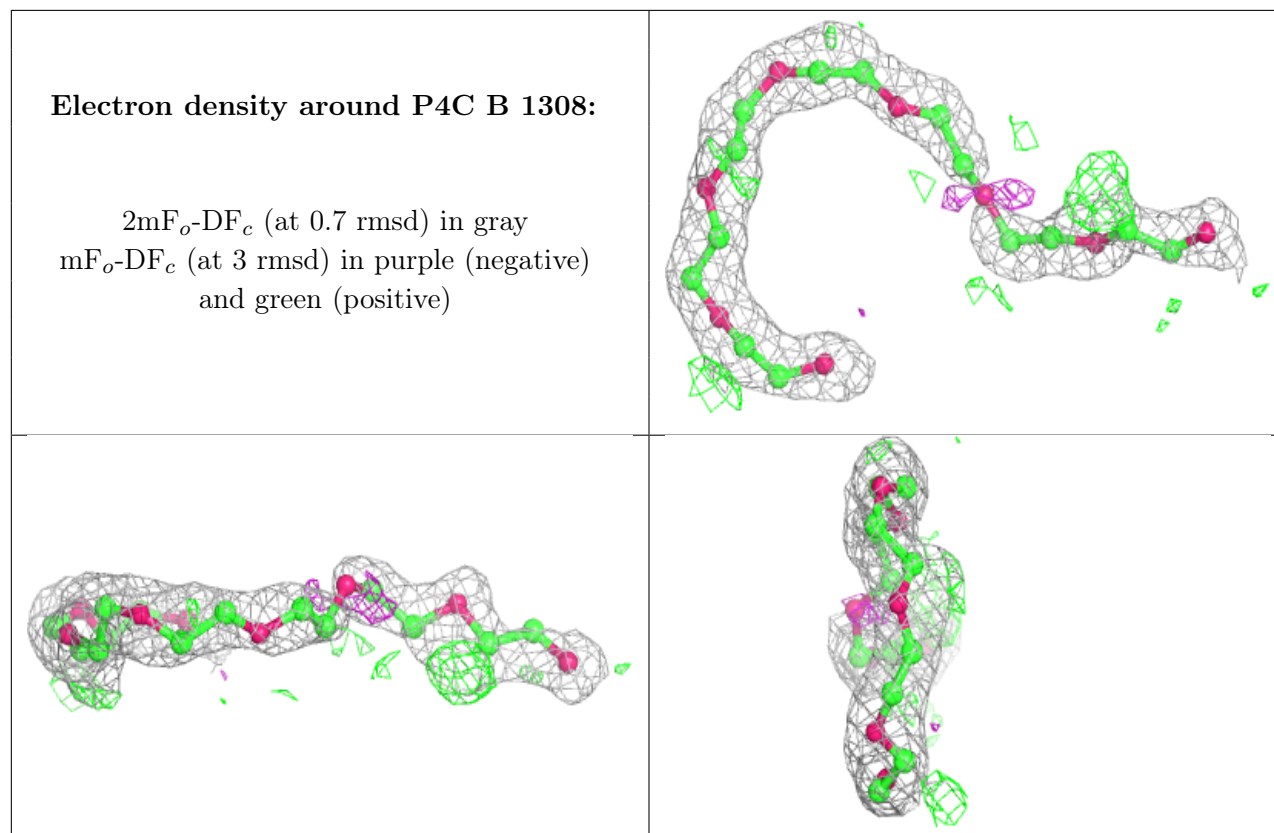 Electron density around P4C B 1308:
2mFo-DFc (at 0.7 rmsd) in gray
mFo-DFc (at 3 rmsd) in purple (negative)
and green (positive)